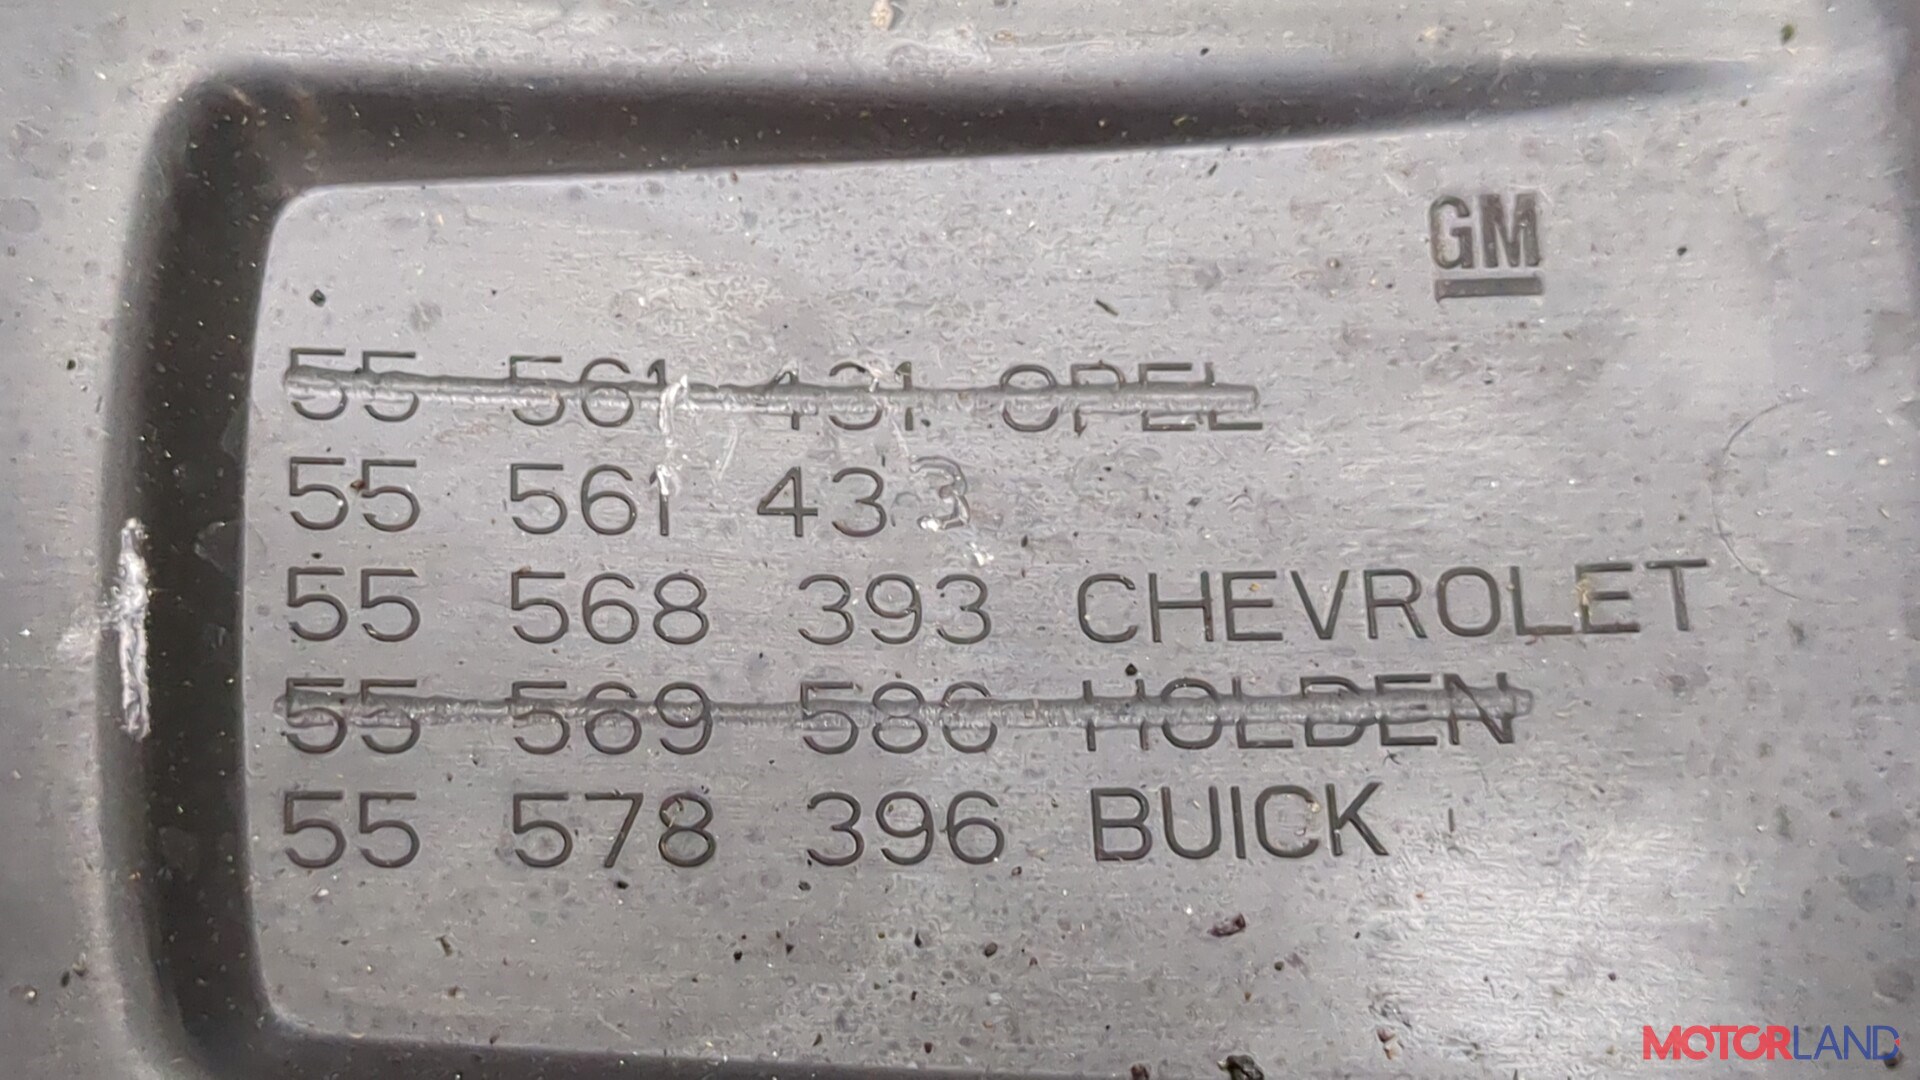 GM
55 561 431 OPEL
55 561 433
55 568 393 CHEVROLET
55 569 586 HOLDEN
55 578 396 BUICK
MOTORLAND